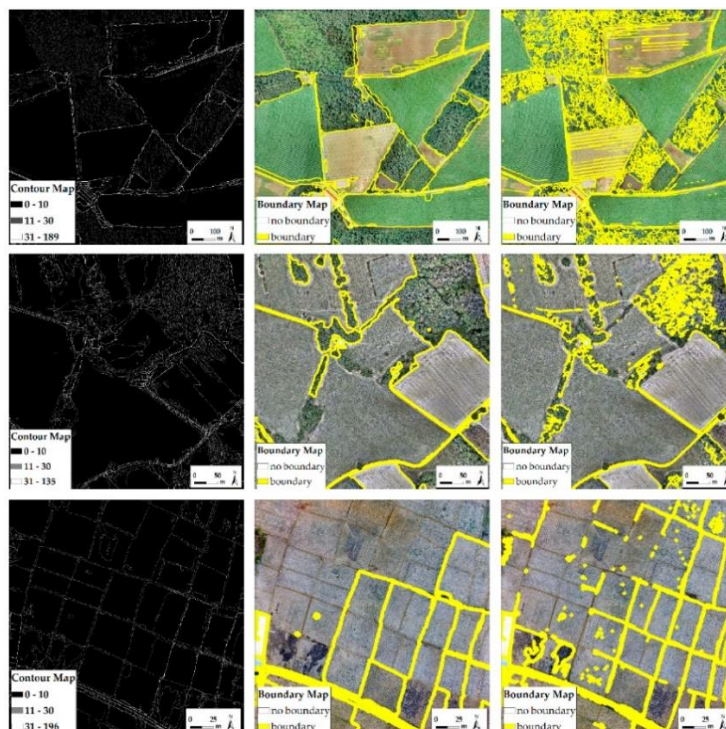 Contour Map
0 - 10
11 - 30
31 - 189
N
0 100
m
Boundary Map
no boundary
boundary
N
0 100
m
Boundary Map
no boundary
boundary
N
0 100
m
Contour Map
0 - 10
11 - 30
31 - 135
N
0 50
m
Boundary Map
no boundary
boundary
N
0 50
m
Boundary Map
no boundary
boundary
N
0 50
m
Contour Map
0 - 10
11 - 30
31 - 196
N
0 25
m
Boundary Map
no boundary
boundary
N
0 25
m
Boundary Map
no boundary
boundary
N
0 25
m